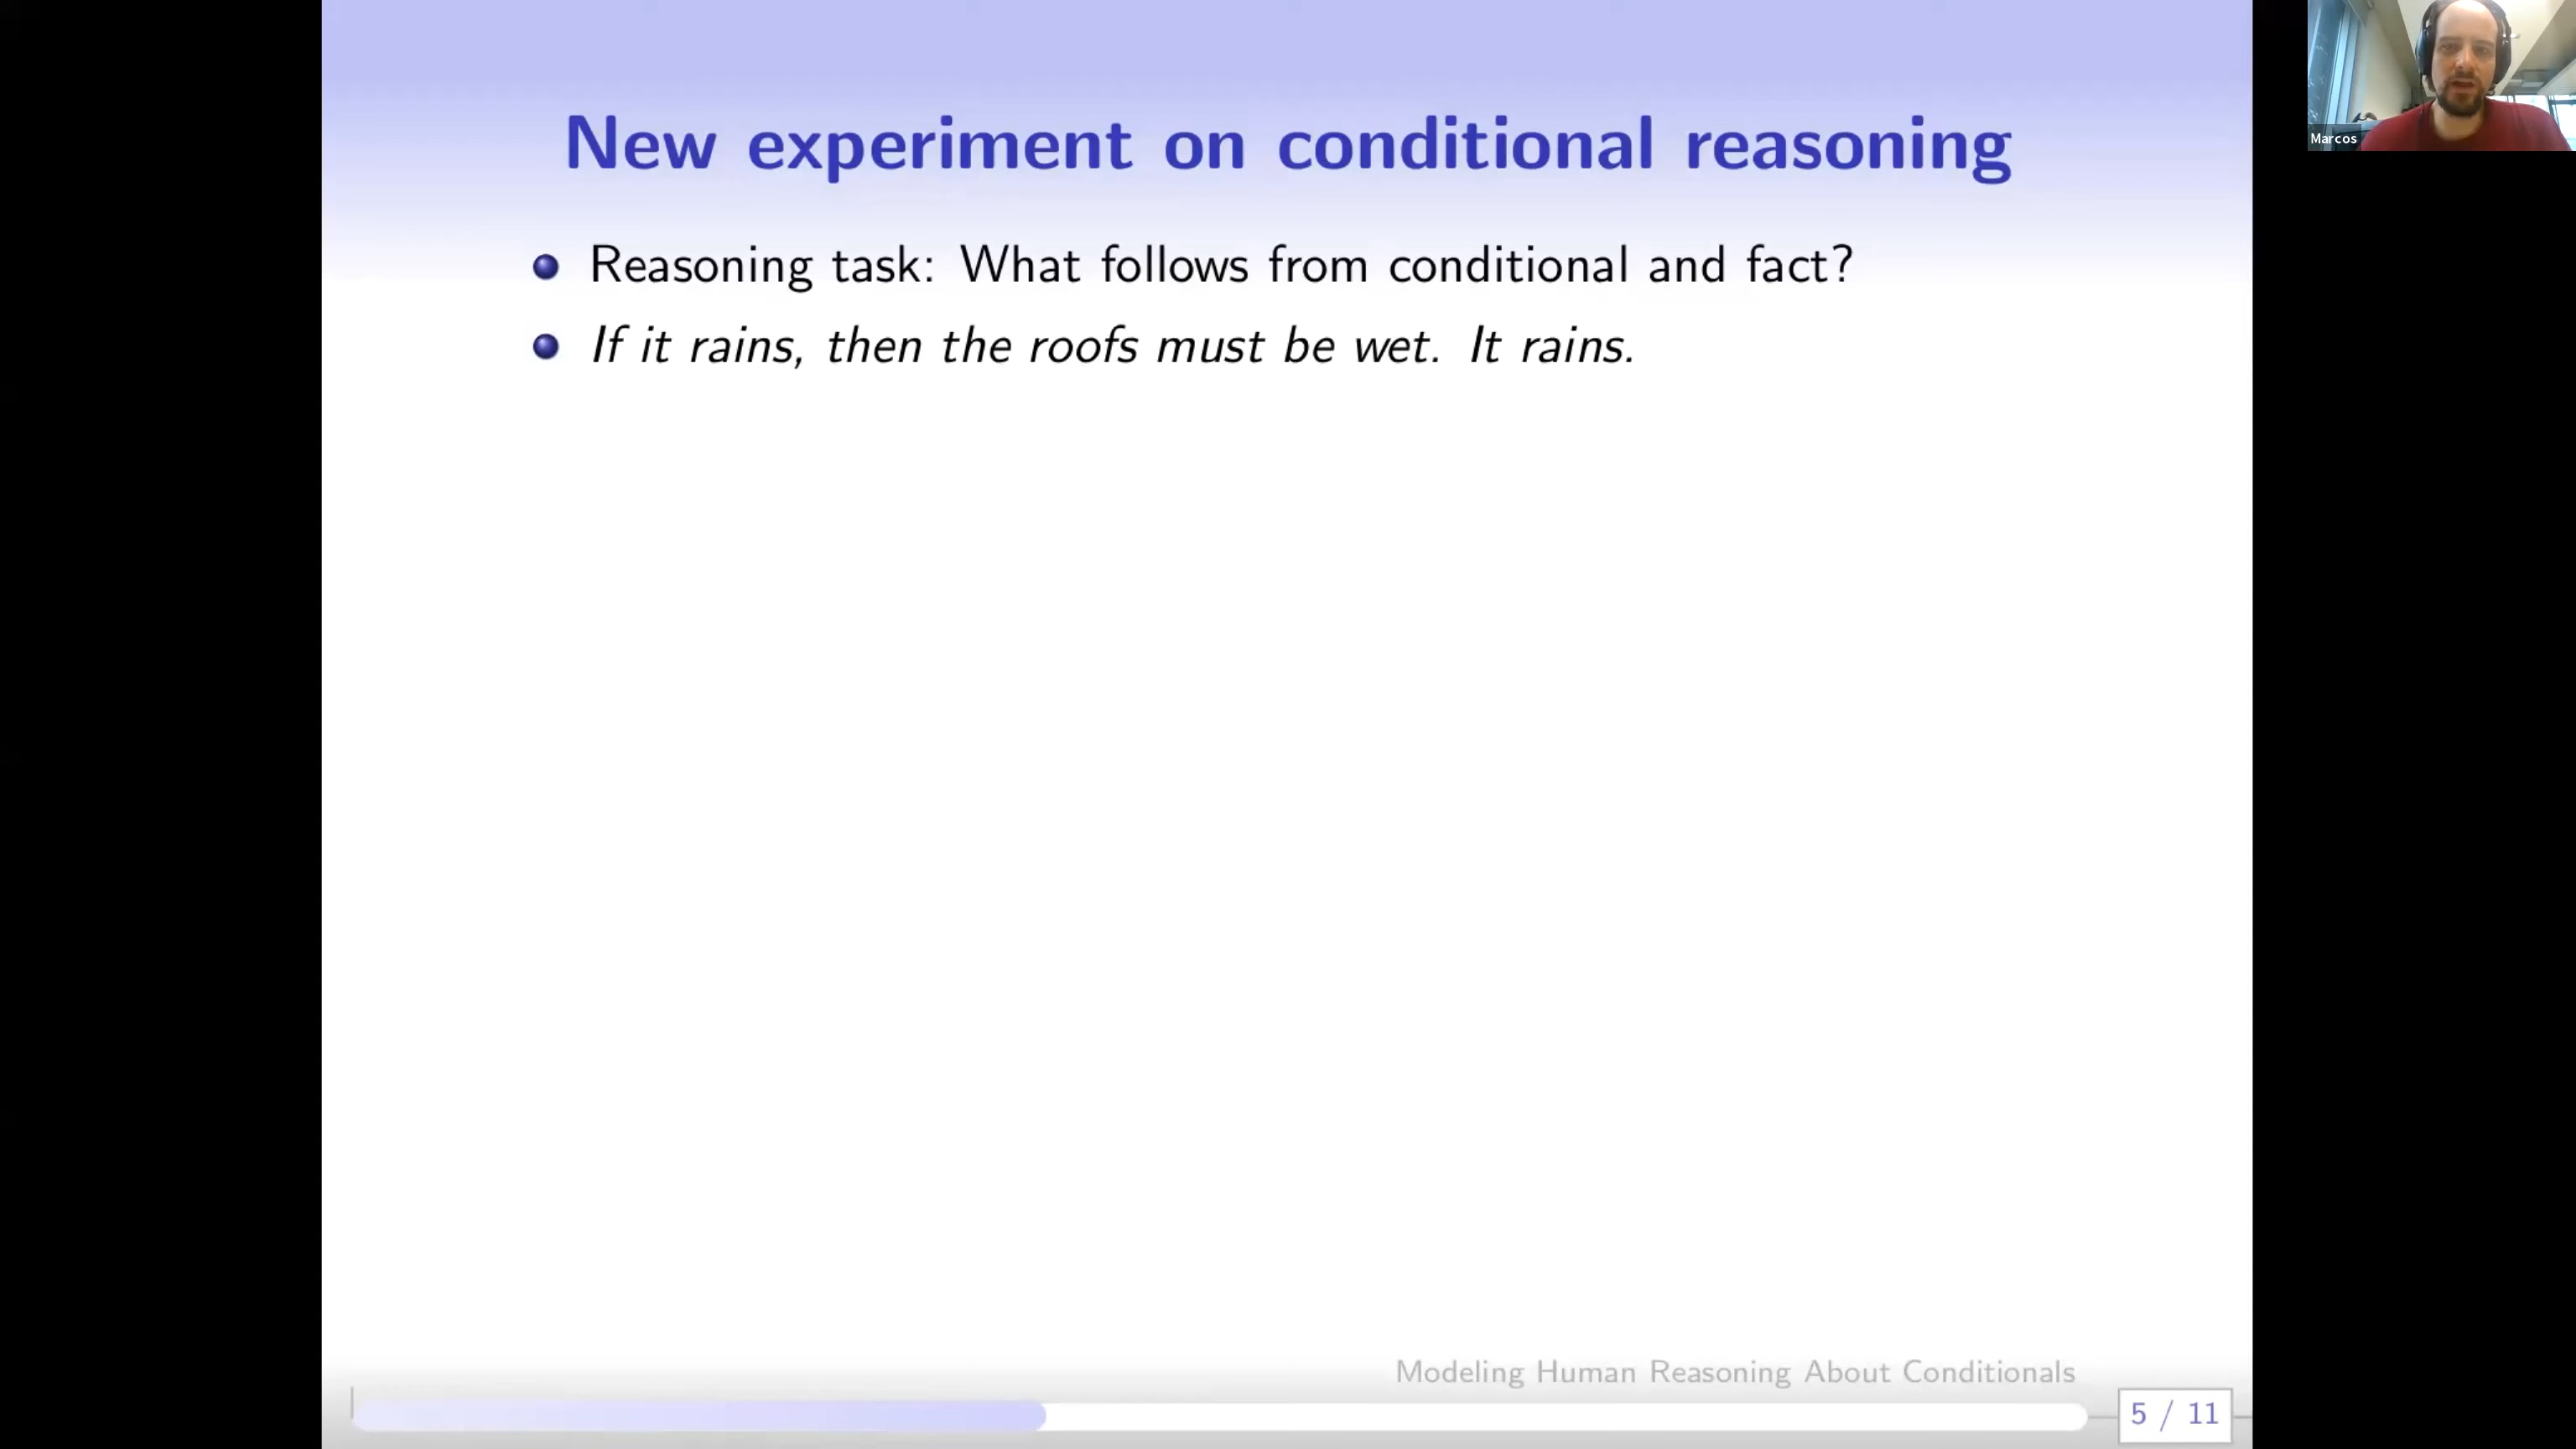 New experiment on conditional reasoning
Marcos
Reasoning task: What follows from conditional and fact?
If it rains, then the roofs must be wet. It rains.
Modeling Human Reasoning About Conditionals
5 / 11